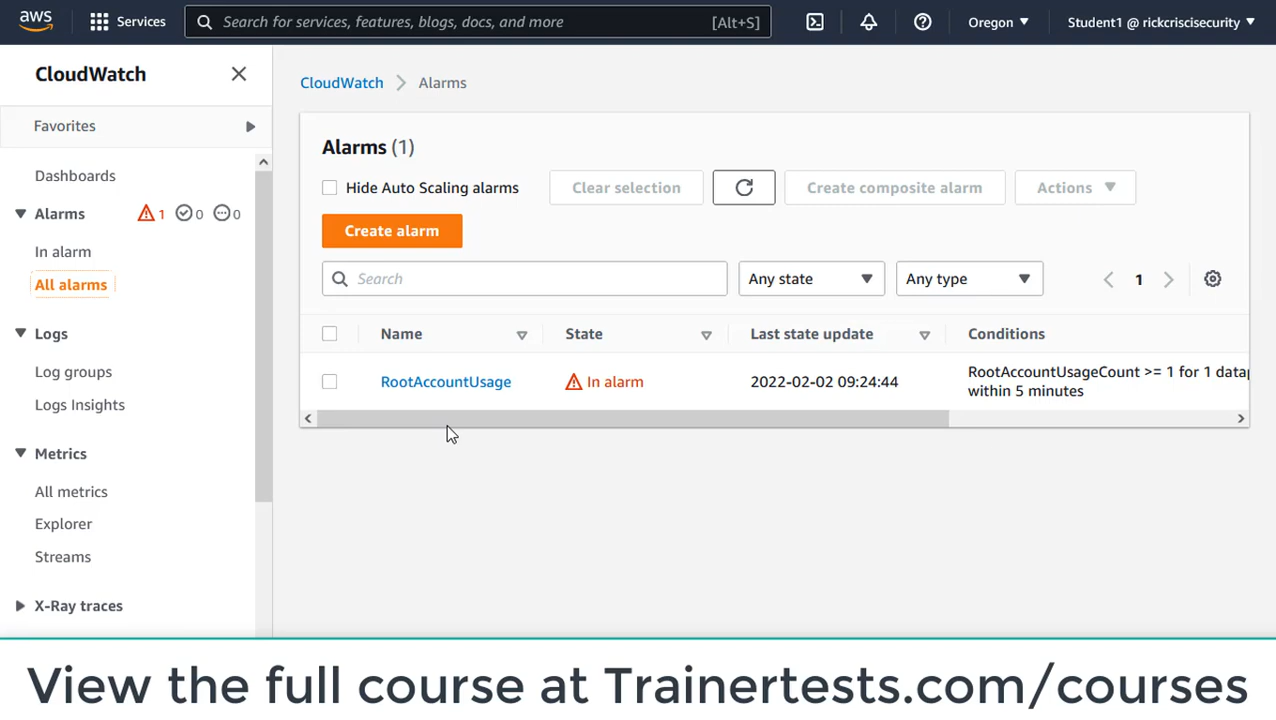 aws
Services
Search for services, features, blogs, docs, and more
[Alt+S]
Oregon
Student1 @ rickcriscisecurity
CloudWatch
Favorites
Dashboards
Alarms
1
0
0
In alarm
All alarms
Logs
Log groups
Logs Insights
Metrics
All metrics
Explorer
Streams
X-Ray traces
CloudWatch
Alarms
Alarms (1)
Hide Auto Scaling alarms
Clear selection
Create composite alarm
Actions
Create alarm
Search
Any state
Any type
1
Name
State
Last state update
Conditions
RootAccountUsage
In alarm
2022-02-02 09:24:44
RootAccountUsageCount >= 1 for 1 datap
within 5 minutes
View the full course at Trainertests.com/courses